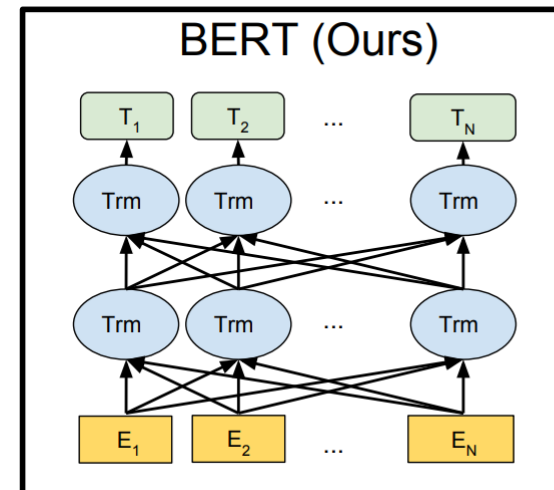 BERT (Ours)
T1 T2 ... TN
Trm Trm ... Trm
Trm Trm ... Trm
E1 E2 ... EN